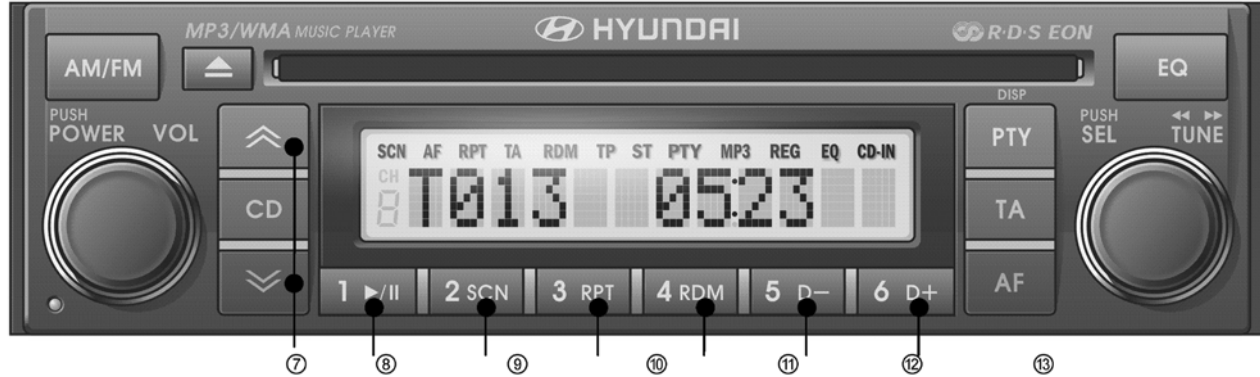 MP3/WMA MUSIC PLAYER
HYUNDAI
R·D·S EON
AM/FM
EQ
DISP
PUSH
POWER VOL
PUSH
SEL
TUNE
PTY
CD
TA
AF
SCN AF RPT TA RDM TP ST PTY MP3 REG EQ CD-IN
CH
8 T013 05:23
1 ▶/II 2 SCN 3 RPT 4 RDM 5 D− 6 D+
⑦ ⑧ ⑨ ⑩ ⑪ ⑫ ⑬